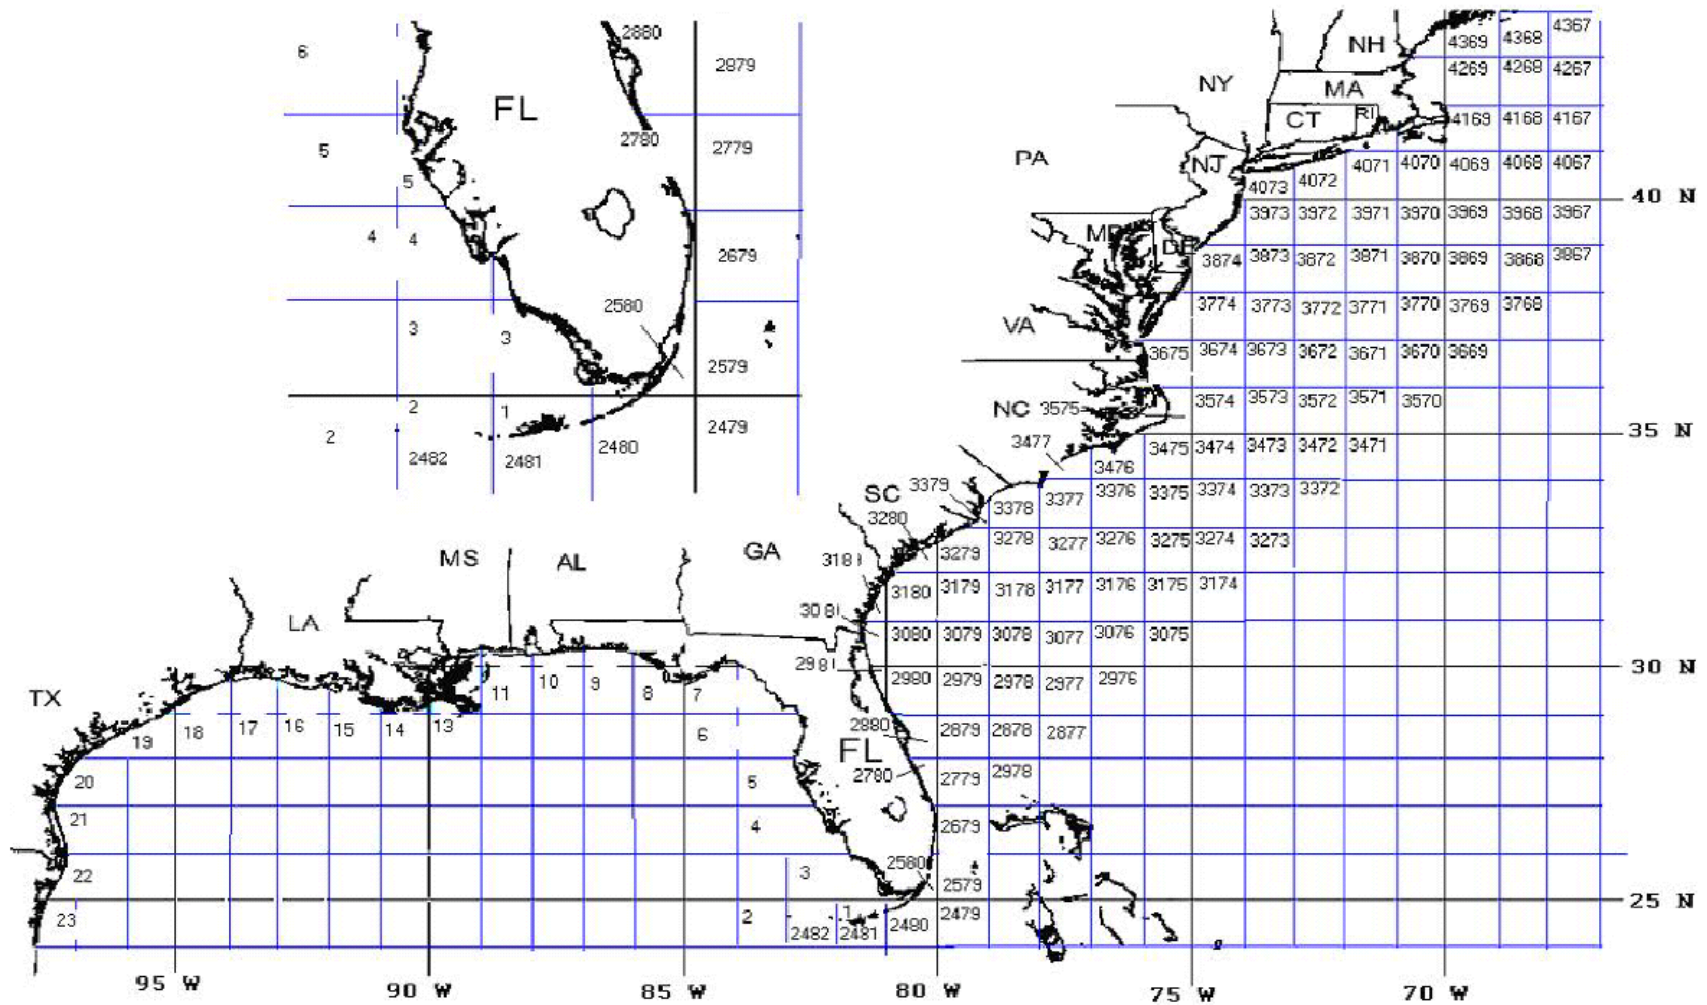 2880
6
2979
FL
2780
2779
5
5
4
4
2679
2580
3
3
2579
2
1
2
2479
2480
2482
2481
4367
4369 4368
NH
4269 4268 4267
NY
MA
CT RI
4169 4168 4167
PA
NJ
4071 4070 4069 4068 4067
4073 4072
40 N
3973 3972 3971 3970 3969 3968 3967
MD
DE
3874 3873 3872 3871 3870 3869 3868 3867
3774 3773 3772 3771 3770 3769 3768
VA
3675 3674 3673 3672 3671 3670 3669
NC
3575
3574 3573 3572 3571 3570
35 N
3477
3475 3474 3473 3472 3471
3476
SC
3379
3378 3377 3376 3375 3374 3373 3372
3280
3279 3278 3277 3276 3275 3274 3273
MS
AL
GA
3181
3180 3179 3178 3177 3176 3175 3174
LA
3081
3080 3079 3078 3077 3076 3075
2981
30 N
2980 2979 2978 2977 2976
TX
11 10 9 8 7
19 18 17 16 15 14 13
6
2880
2879 2878 2877
FL
2780
2779 2978
20
5
21
4
2679
22
3
2580
2579
25 N
23
2
1
2482 2481 2480 2479
95 W
90 W
85 W
80 W
75 W
70 W